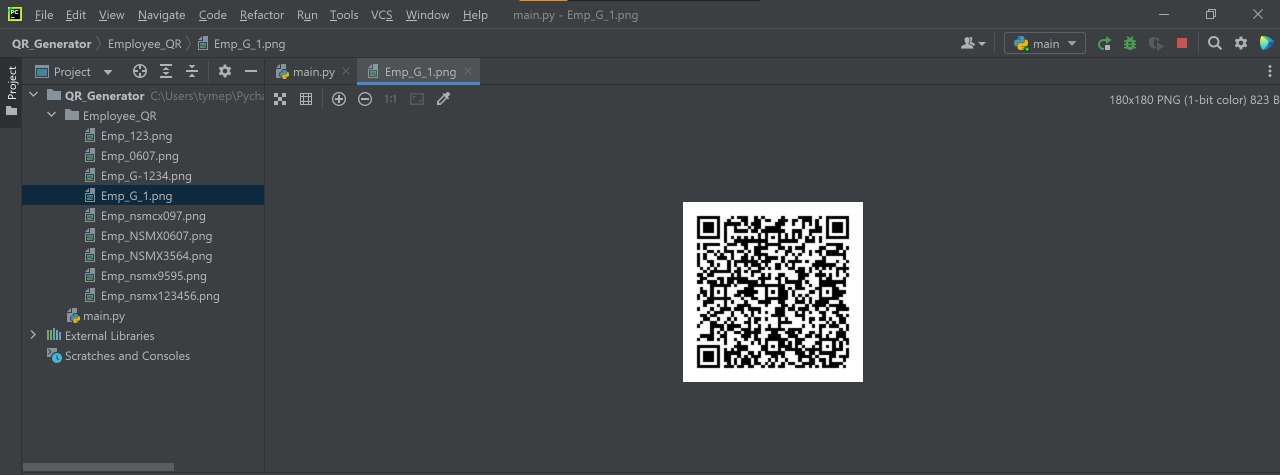 PC File Edit View Navigate Code Refactor Run Tools VCS Window Help main.py - Emp_G_1.png
QR_Generator Employee_QR Emp_G_1.png main
Project Project main.py Emp_G_1.png
QR_Generator C:\Users\tymep\Pycha 1:1 180x180 PNG (1-bit color) 823 B
Employee_QR
Emp_123.png
Emp_0607.png
Emp_G-1234.png
Emp_G_1.png
Emp_nsmcx097.png
Emp_NSMX0607.png
Emp_NSMX3564.png
Emp_nsmx9595.png
Emp_nsmx123456.png
main.py
External Libraries
Scratches and Consoles